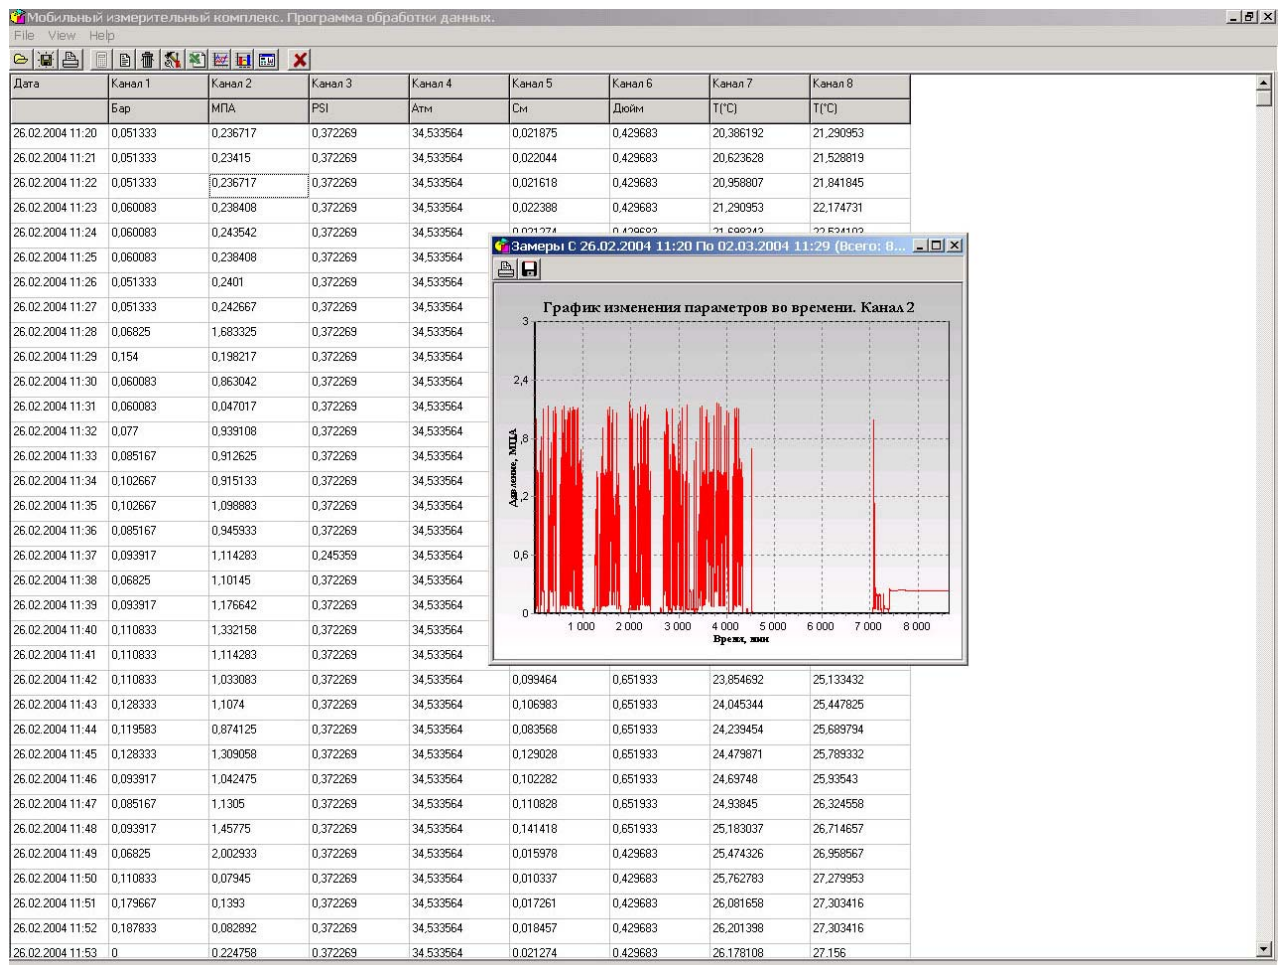 Мобильный измерительный комплекс. Программа обработки данных.
File View Help
Дата Канал 1 Канал 2 Канал 3 Канал 4 Канал 5 Канал 6 Канал 7 Канал 8
Бар МПА PSI Атм См Дюйм T(°C) T(°C)
26.02.2004 11:20 0,051333 0,236717 0,372269 34,533564 0,021875 0,429683 20,386192 21,290953
26.02.2004 11:21 0,051333 0,23415 0,372269 34,533564 0,022044 0,429683 20,623628 21,528819
26.02.2004 11:22 0,051333 0,236717 0,372269 34,533564 0,021618 0,429683 20,958807 21,841845
26.02.2004 11:23 0,060083 0,238408 0,372269 34,533564 0,022388 0,429683 21,290953 22,174731
26.02.2004 11:24 0,060083 0,243542 0,372269 34,533564 0,021274 0,429683 21,698343 22,534103
26.02.2004 11:25 0,060083 0,238408 0,372269 34,533564
26.02.2004 11:26 0,051333 0,2401 0,372269 34,533564
26.02.2004 11:27 0,051333 0,242667 0,372269 34,533564
26.02.2004 11:28 0,06825 1,683325 0,372269 34,533564
26.02.2004 11:29 0,154 0,198217 0,372269 34,533564
26.02.2004 11:30 0,060083 0,863042 0,372269 34,533564
26.02.2004 11:31 0,060083 0,047017 0,372269 34,533564
26.02.2004 11:32 0,077 0,939108 0,372269 34,533564
26.02.2004 11:33 0,085167 0,912625 0,372269 34,533564
26.02.2004 11:34 0,102667 0,915133 0,372269 34,533564
26.02.2004 11:35 0,102667 1,098883 0,372269 34,533564
26.02.2004 11:36 0,085167 0,945933 0,372269 34,533564
26.02.2004 11:37 0,093917 1,114283 0,245359 34,533564
26.02.2004 11:38 0,06825 1,10145 0,372269 34,533564
26.02.2004 11:39 0,093917 1,176642 0,372269 34,533564
26.02.2004 11:40 0,110833 1,332158 0,372269 34,533564
26.02.2004 11:41 0,110833 1,114283 0,372269 34,533564
26.02.2004 11:42 0,110833 1,033083 0,372269 34,533564 0,099464 0,651933 23,854692 25,133432
26.02.2004 11:43 0,128333 1,1074 0,372269 34,533564 0,106983 0,651933 24,045344 25,447825
26.02.2004 11:44 0,119583 0,874125 0,372269 34,533564 0,083568 0,651933 24,239454 25,689794
26.02.2004 11:45 0,128333 1,309058 0,372269 34,533564 0,129028 0,651933 24,479871 25,789332
26.02.2004 11:46 0,093917 1,042475 0,372269 34,533564 0,102282 0,651933 24,69748 25,93543
26.02.2004 11:47 0,085167 1,1305 0,372269 34,533564 0,110828 0,651933 24,93845 26,324558
26.02.2004 11:48 0,093917 1,45775 0,372269 34,533564 0,141418 0,651933 25,183037 26,714657
26.02.2004 11:49 0,06825 2,002933 0,372269 34,533564 0,015978 0,429683 25,474326 26,958567
26.02.2004 11:50 0,110833 0,07945 0,372269 34,533564 0,010337 0,429683 25,762783 27,279953
26.02.2004 11:51 0,179667 0,1393 0,372269 34,533564 0,017261 0,429683 26,081658 27,303416
26.02.2004 11:52 0,187833 0,082892 0,372269 34,533564 0,018457 0,429683 26,201398 27,303416
26.02.2004 11:53 0 0,224758 0,372269 34,533564 0,021274 0,429683 26,178108 27,156
Замеры С 26.02.2004 11:20 По 02.03.2004 11:29 (Всего: 8...
График изменения параметров во времени. Канал 2
Давление, МПА
3
2,4
,8
,2
0,6
0
1 000 2 000 3 000 4 000 5 000 6 000 7 000 8 000
Время, мин